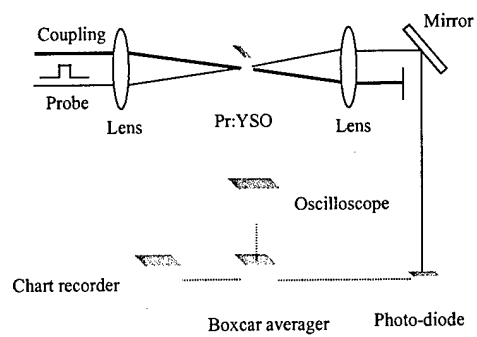 Coupling
Mirror
Probe
Lens
Pr:YSO
Lens
Oscilloscope
Chart recorder
Boxcar averager
Photo-diode